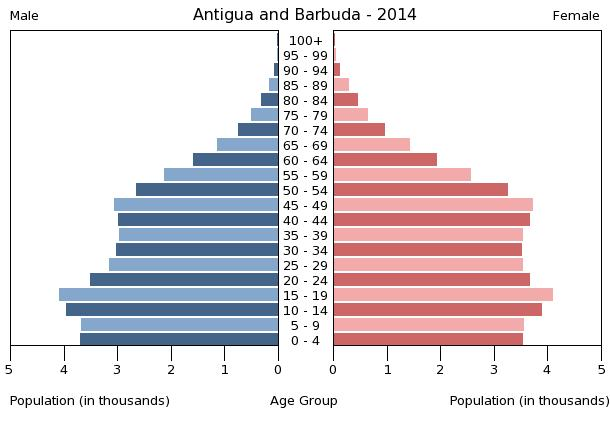 Antigua and Barbuda - 2014
Male
Female
100+
95 - 99
90 - 94
85 - 89
80 - 84
75 - 79
70 - 74
65 - 69
60 - 64
55 - 59
50 - 54
45 - 49
40 - 44
35 - 39
30 - 34
25 - 29
20 - 24
15 - 19
10 - 14
5 - 9
0 - 4
5 4 3 2 1 0 0 1 2 3 4 5
Population (in thousands) Age Group Population (in thousands)